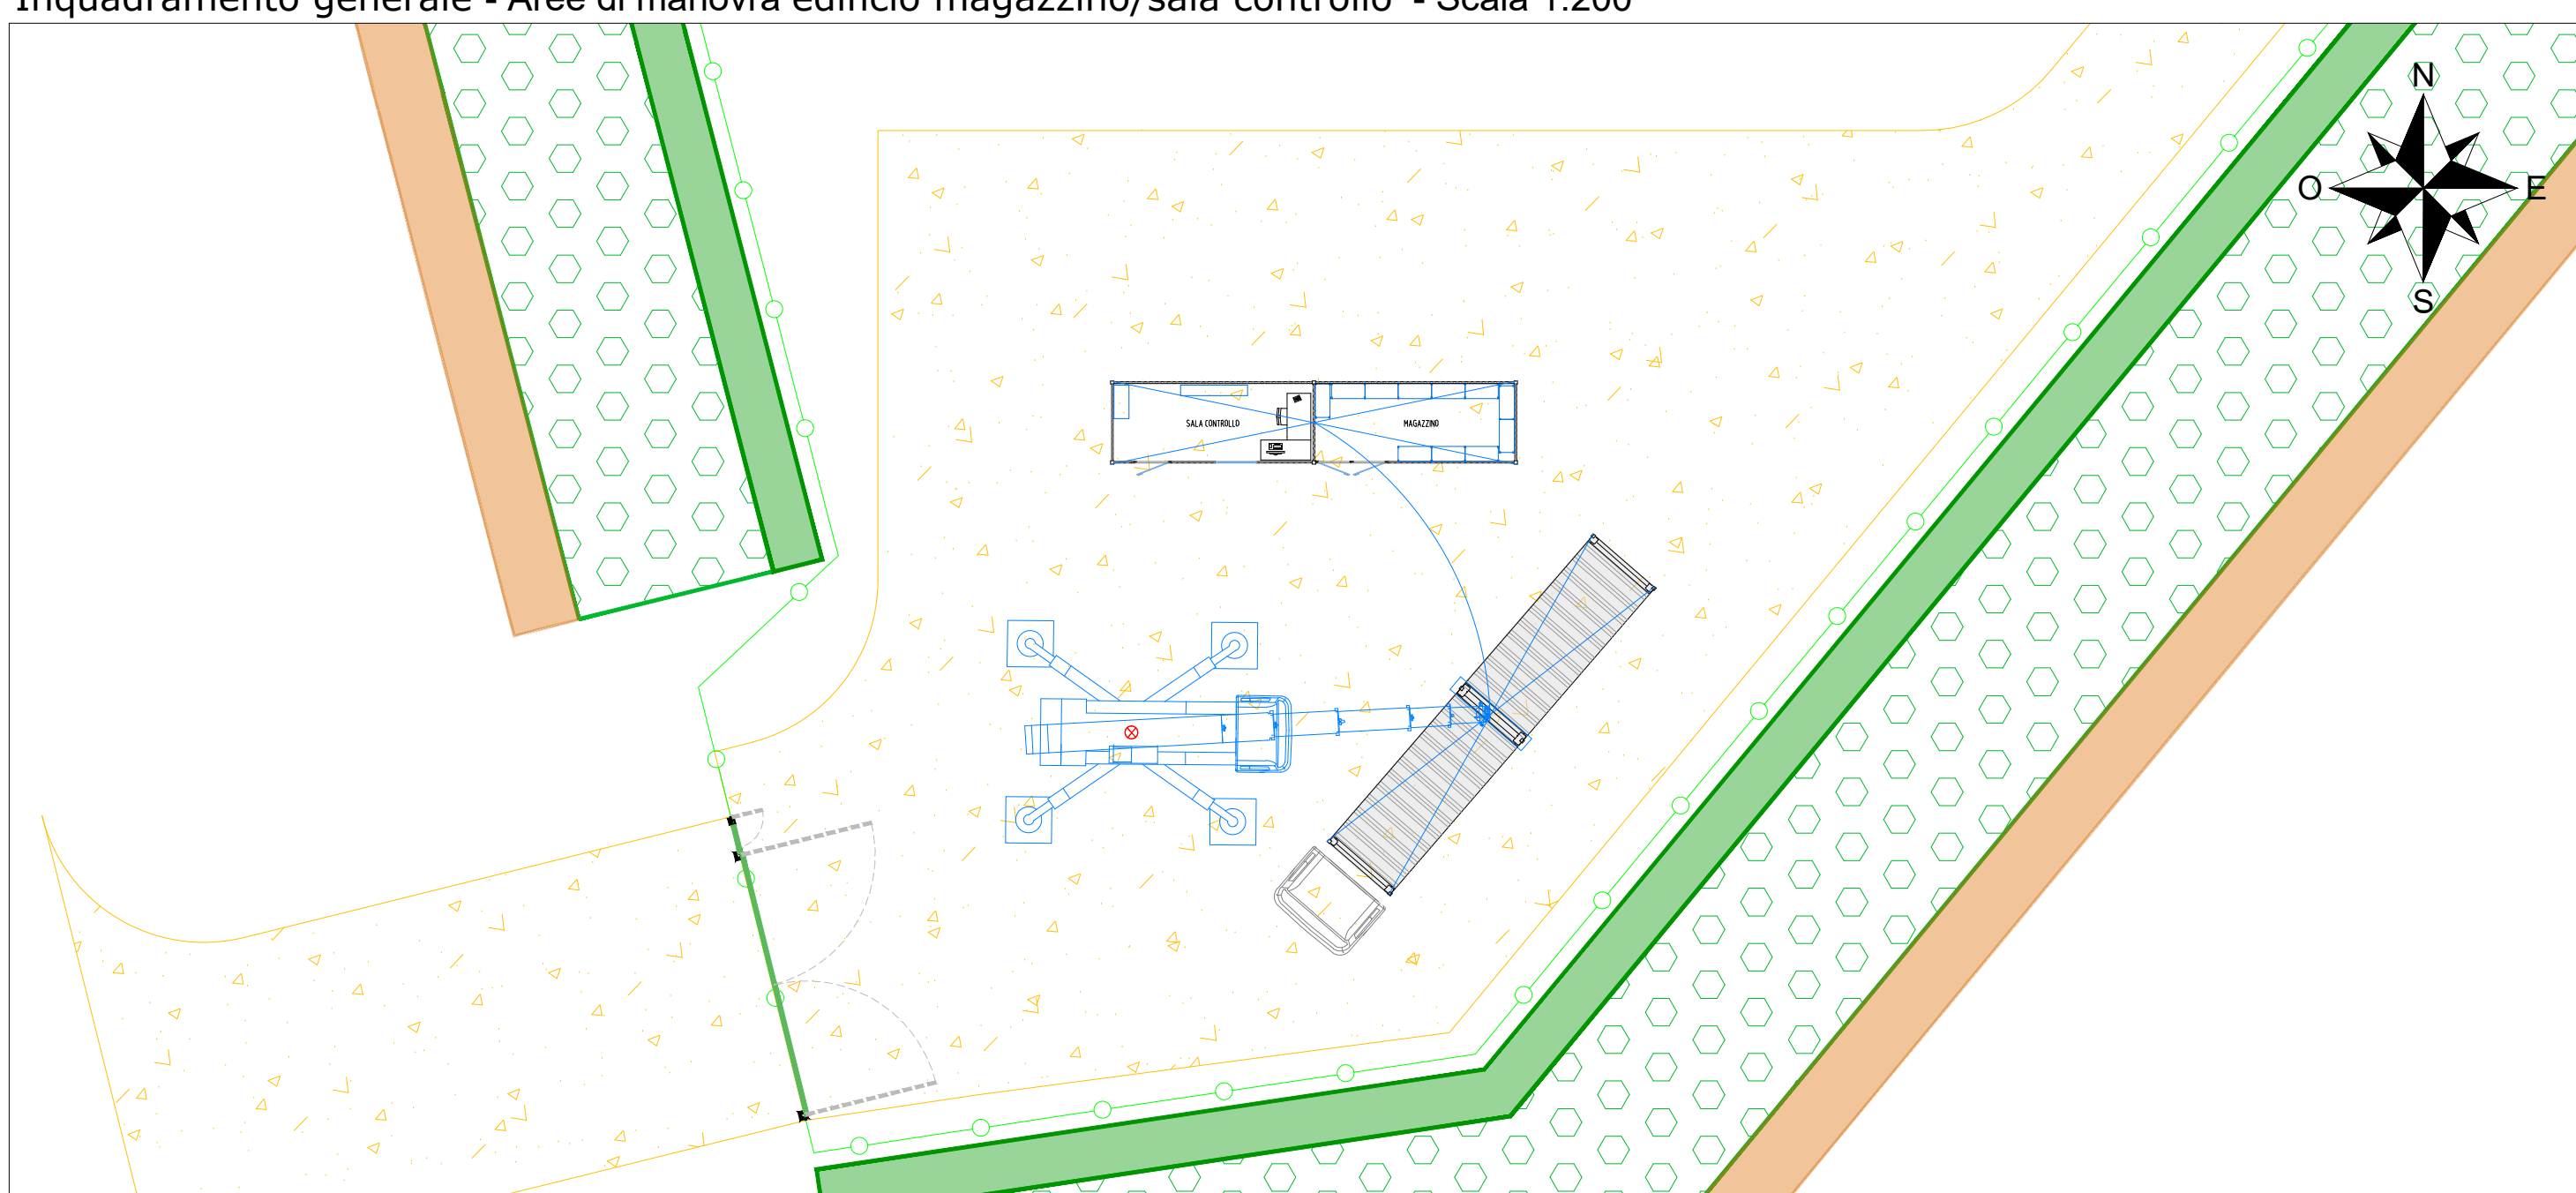 Inquadramento generale - Aree di manovra edificio magazzino/sala controllo - Scala 1:200
N
O
E
S
SALA CONTROLLO
MAGAZZINO